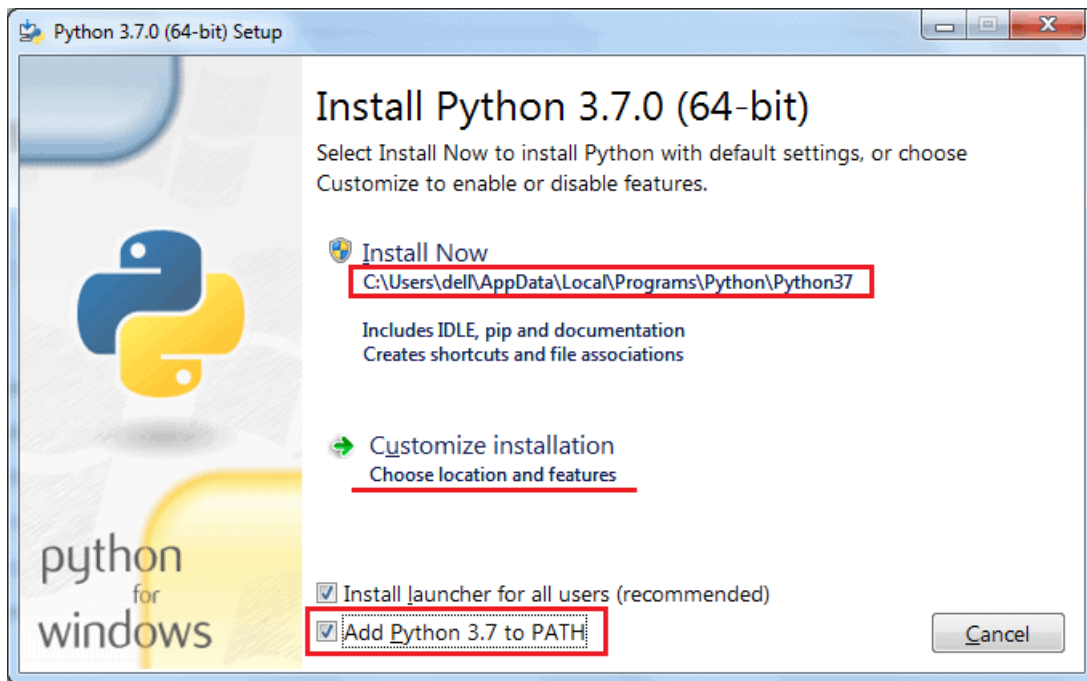 Python 3.7.0 (64-bit) Setup
Install Python 3.7.0 (64-bit)
Select Install Now to install Python with default settings, or choose
Customize to enable or disable features.
Install Now
C:\Users\dell\AppData\Local\Programs\Python\Python37
Includes IDLE, pip and documentation
Creates shortcuts and file associations
Customize installation
Choose location and features
python
for
windows
Install launcher for all users (recommended)
Add Python 3.7 to PATH
Cancel